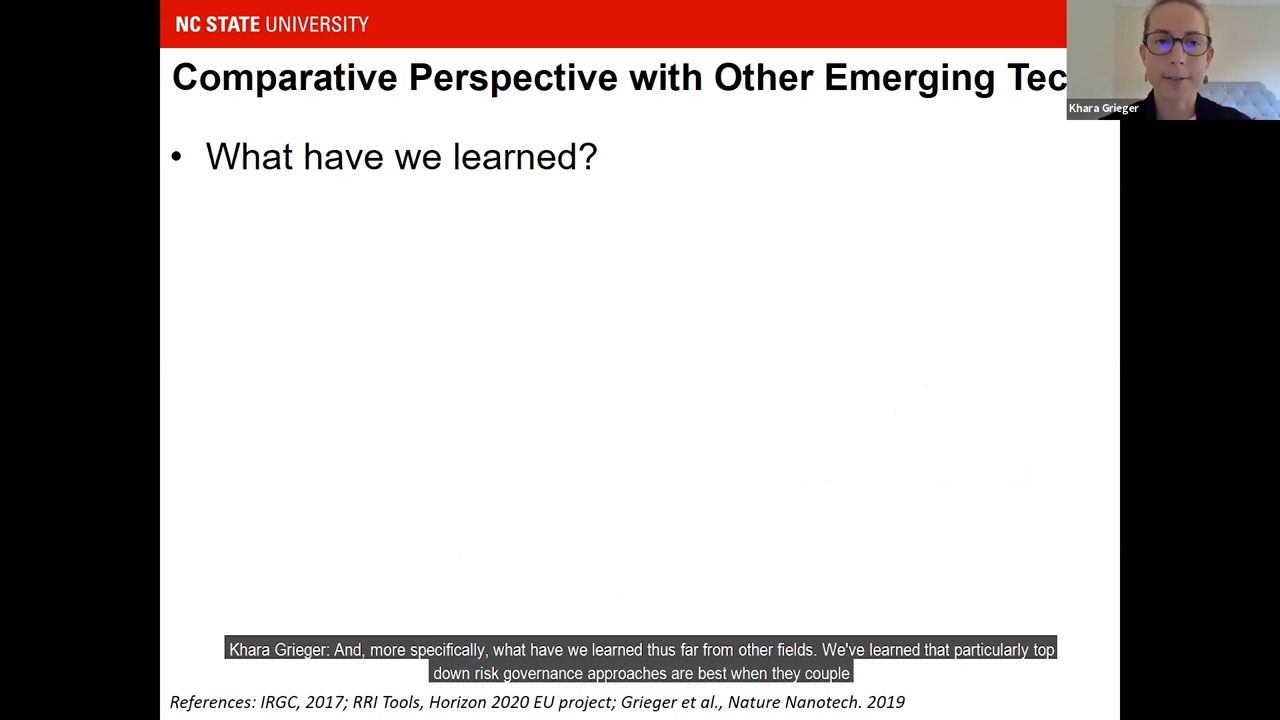 NC STATE UNIVERSITY
Comparative Perspective with Other Emerging Tec
Khara Grieger
• What have we learned?
Khara Grieger: And, more specifically, what have we learned thus far from other fields. We've learned that particularly top
down risk governance approaches are best when they couple
References: IRGC, 2017; RRI Tools, Horizon 2020 EU project; Grieger et al., Nature Nanotech. 2019